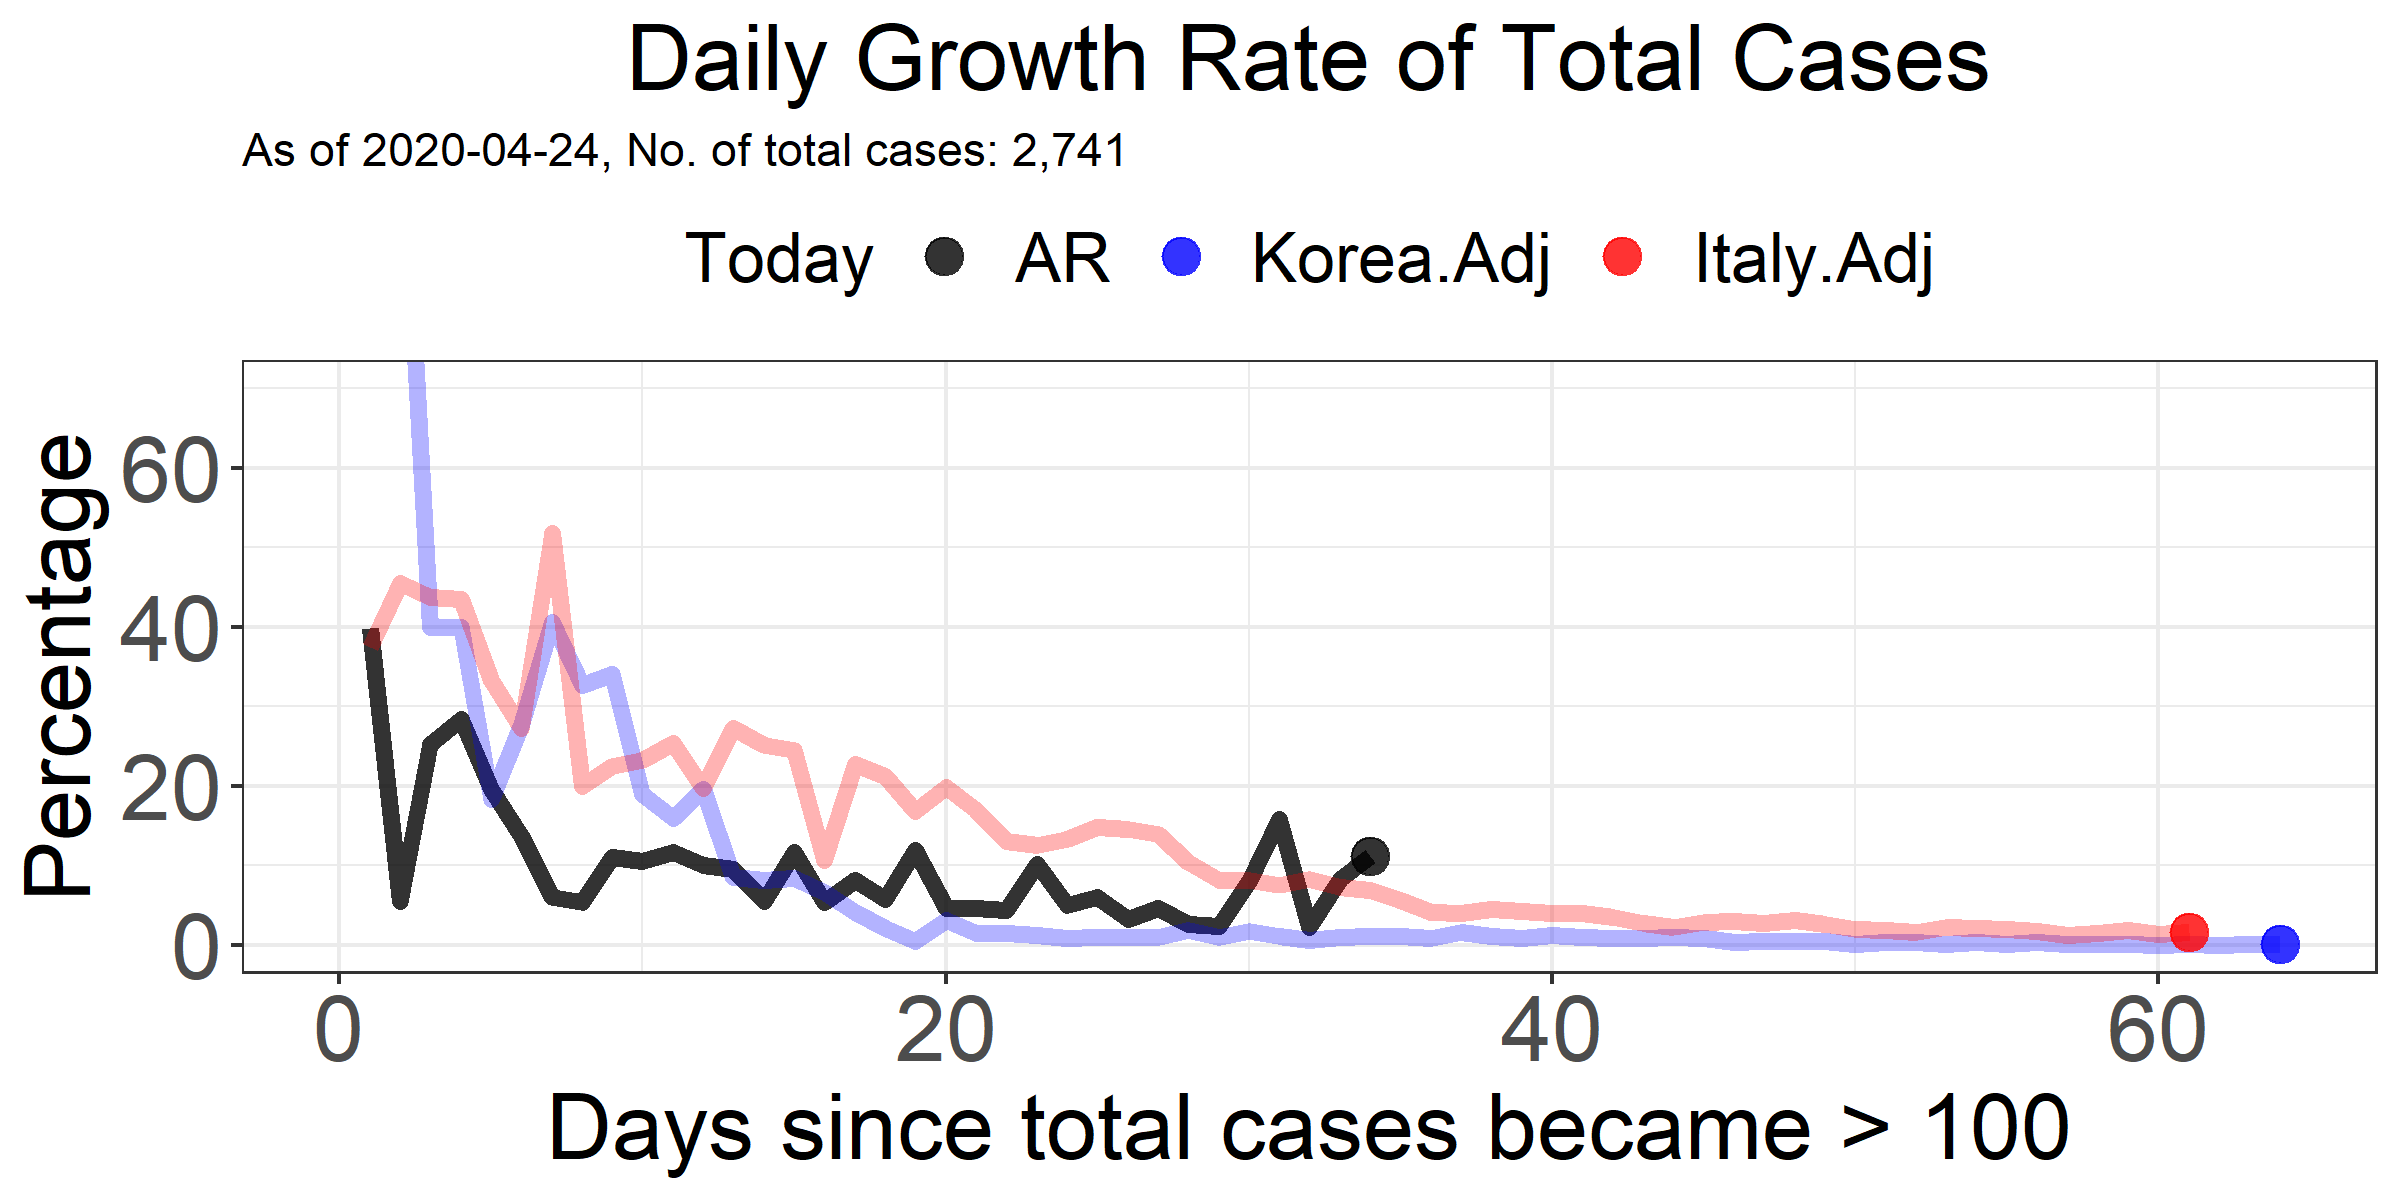 Daily Growth Rate of Total Cases
As of 2020-04-24, No. of total cases: 2,741
Today AR Korea.Adj Italy.Adj
Percentage
60
40
20
0
0 20 40 60
Days since total cases became > 100